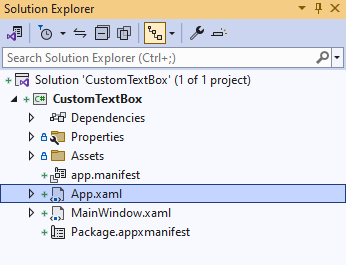 Solution Explorer
Search Solution Explorer (Ctrl+;)
Solution 'CustomTextBox' (1 of 1 project)
C# CustomTextBox
Dependencies
Properties
Assets
app.manifest
App.xaml
MainWindow.xaml
Package.appxmanifest